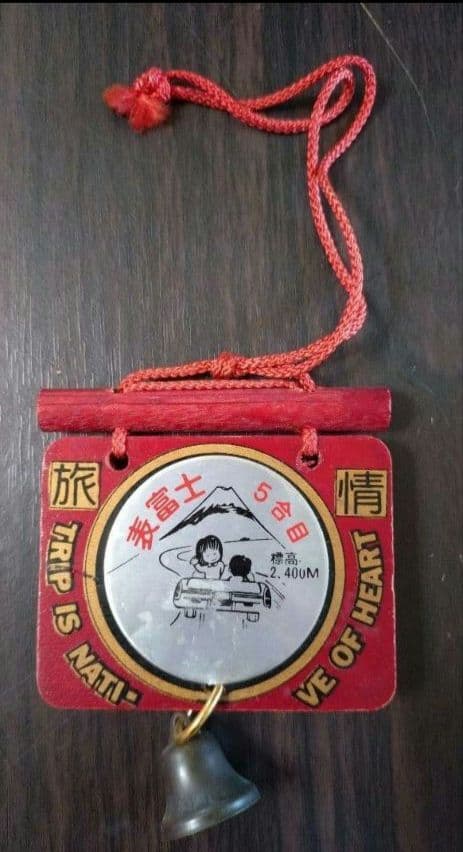 旅情
表富士
5合目
標高
2,400M
TRIP IS NATI-
VE OF HEART